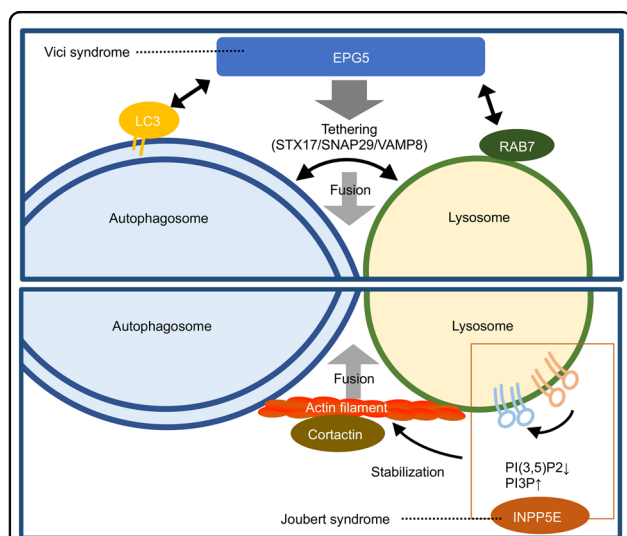 Vici syndrome
EPG5
LC3
Tethering
(STX17/SNAP29/VAMP8)
RAB7
Fusion
Autophagosome
Lysosome
Autophagosome
Lysosome
Fusion
Actin filament
Cortactin
Stabilization
PI(3,5)P2↓
PI3P↑
Joubert syndrome
INPP5E